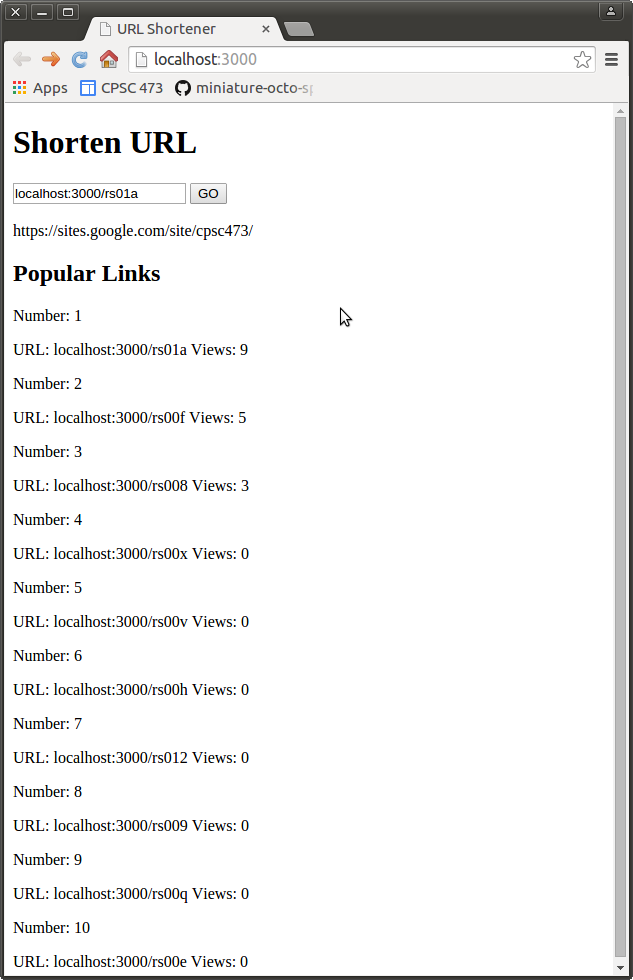 URL Shortener
localhost:3000
Apps CPSC 473 miniature-octo-sp
Shorten URL
localhost:3000/rs01a GO
https://sites.google.com/site/cpsc473/
Popular Links
Number: 1
URL: localhost:3000/rs01a Views: 9
Number: 2
URL: localhost:3000/rs00f Views: 5
Number: 3
URL: localhost:3000/rs008 Views: 3
Number: 4
URL: localhost:3000/rs00x Views: 0
Number: 5
URL: localhost:3000/rs00v Views: 0
Number: 6
URL: localhost:3000/rs00h Views: 0
Number: 7
URL: localhost:3000/rs012 Views: 0
Number: 8
URL: localhost:3000/rs009 Views: 0
Number: 9
URL: localhost:3000/rs00q Views: 0
Number: 10
URL: localhost:3000/rs00e Views: 0